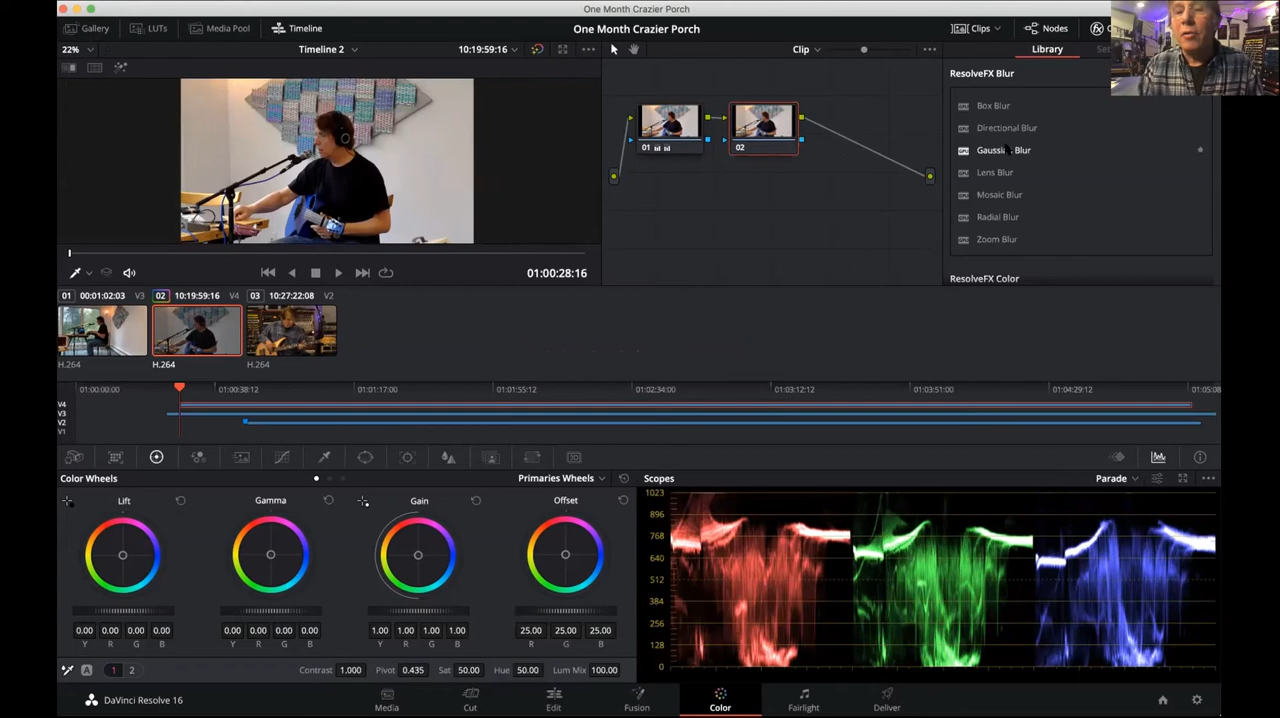 One Month Crazier Porch
Gallery LUTs Media Pool Timeline One Month Crazier Porch Clips Nodes
22% Timeline 2 10:19:59:16 Clip Library
ResolveFX Blur
Box Blur
Directional Blur
Gaussian Blur
Lens Blur
Mosaic Blur
Radial Blur
Zoom Blur
ResolveFX Color
01
02
01:00:28:16
01 00:01:02:03 V3 02 10:19:59:16 V4 03 10:27:22:08 V2
H.264 H.264 H.264
01:00:00:00 01:00:38:12 01:01:17:00 01:01:55:12 01:02:34:00 01:03:12:12 01:03:51:00 01:04:29:12 01:05:08
V4
V3
V2
V1
Color Wheels Primaries Wheels Scopes Parade
Lift Gamma Gain Offset
1023
896
768
640
512
384
256
128
0
0.00 0.00 0.00 0.00 0.00 0.00 0.00 0.00 1.00 1.00 1.00 1.00 25.00 25.00 25.00
Y R G B Y R G B Y R G B R G B
A 1 2 Contrast 1.000 Pivot 0.435 Sat 50.00 Hue 50.00 Lum Mix 100.00
DaVinci Resolve 16 Media Cut Edit Fusion Color Fairlight Deliver